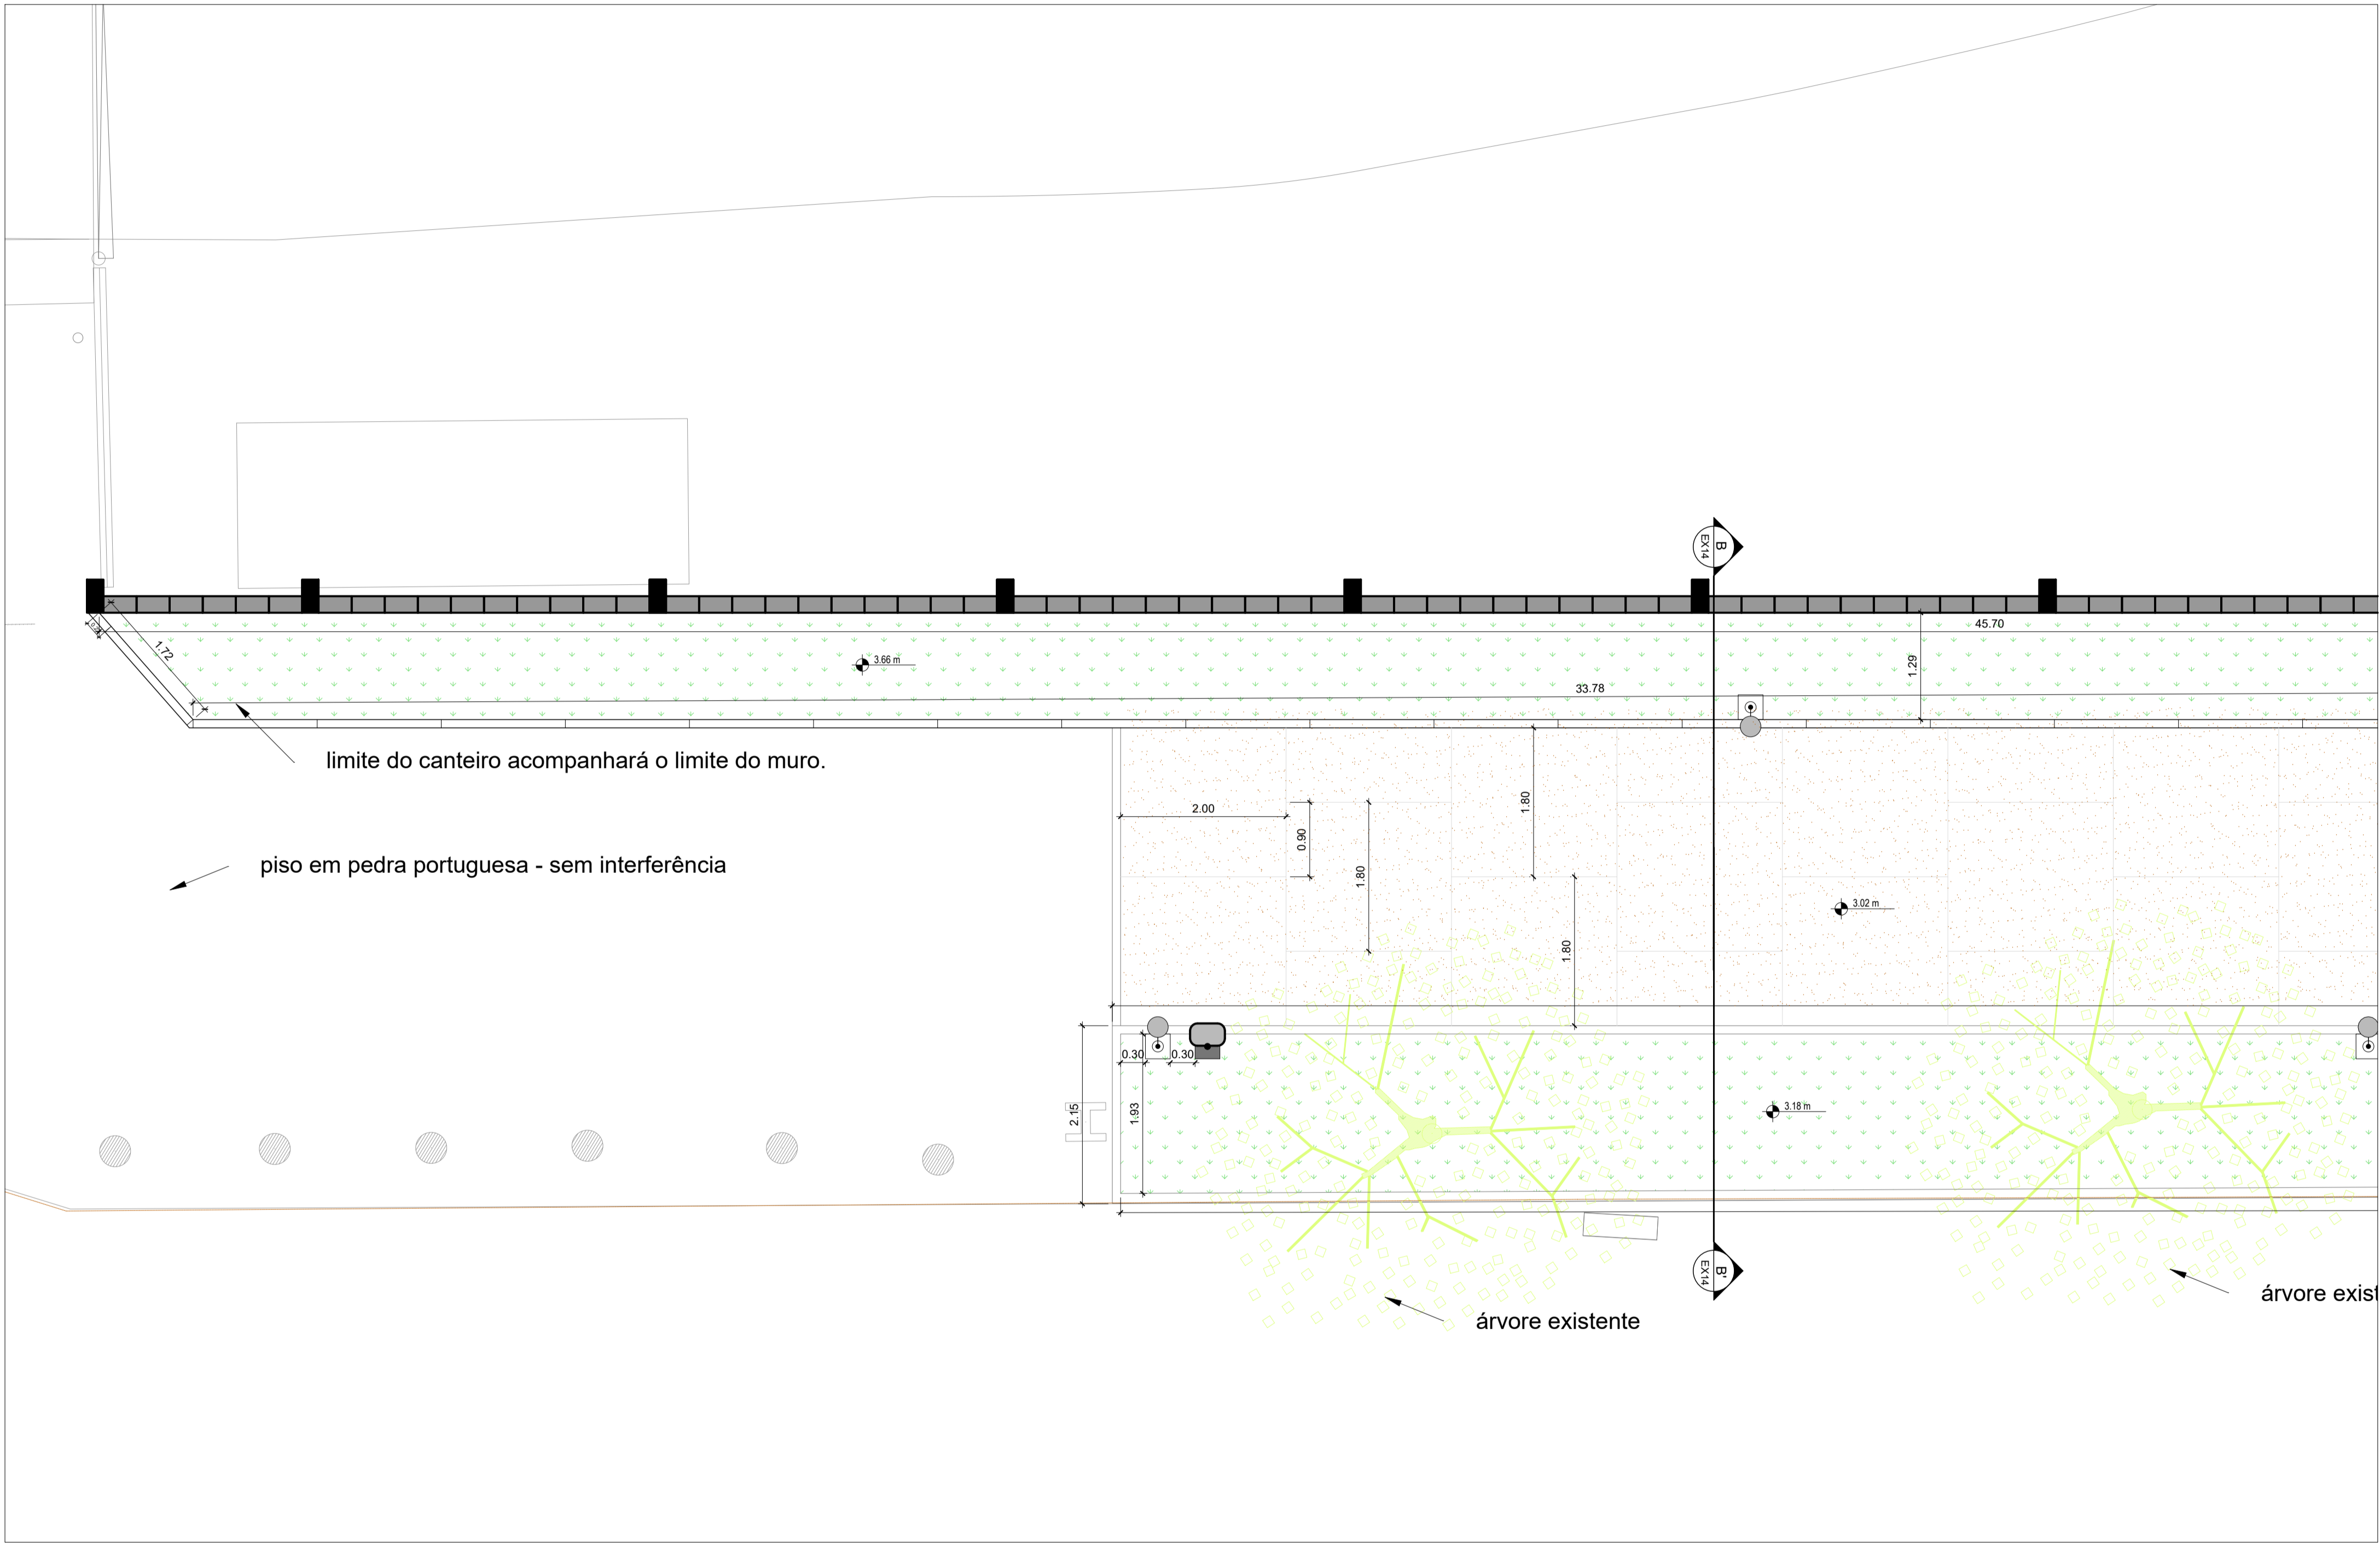 B
EX14
45.70
0.25
1.72
3.66 m
1.29
33.78
limite do canteiro acompanhará o limite do muro.
2.00
1.80
0.90
piso em pedra portuguesa - sem interferência
1.80
3.02 m
1.80
0.30
0.30
2.15
1.93
3.18 m
B'
EX14
árvore exist
árvore existente